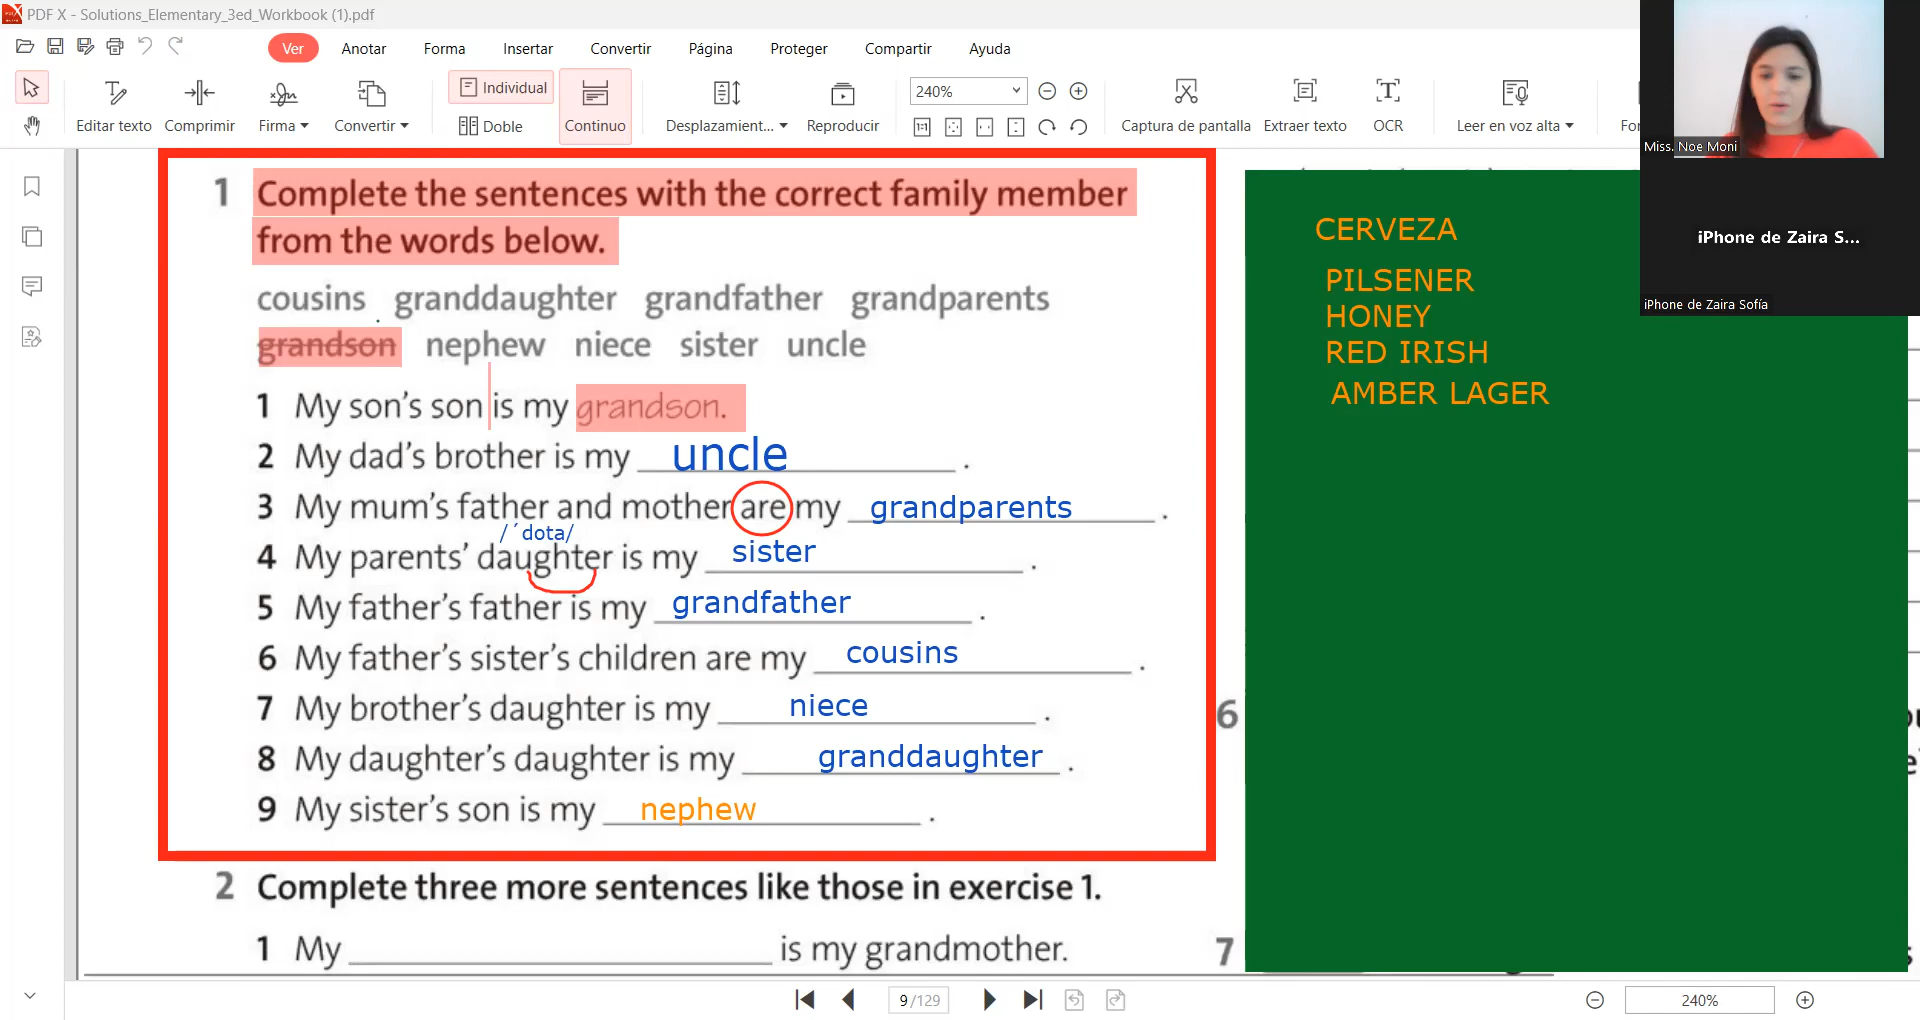 PDF X - Solutions_Elementary_3ed_Workbook (1).pdf
Ver Anotar Forma Insertar Convertir Página Proteger Compartir Ayuda
Editar texto Comprimir Firma Convertir Individual Doble Continuo Desplazamient... Reproducir 240% Captura de pantalla Extraer texto OCR Leer en voz alta
Miss. Noe Moni
iPhone de Zaira S...
iPhone de Zaira Sofía
1 Complete the sentences with the correct family member
from the words below.
cousins granddaughter grandfather grandparents
grandson nephew niece sister uncle
1 My son's son is my grandson.
2 My dad's brother is my uncle .
3 My mum's father and mother are my grandparents .
/´dota/
4 My parents' daughter is my sister .
5 My father's father is my grandfather .
6 My father's sister's children are my cousins .
7 My brother's daughter is my niece .
8 My daughter's daughter is my granddaughter .
9 My sister's son is my nephew .
2 Complete three more sentences like those in exercise 1.
1 My ____ is my grandmother.
CERVEZA
PILSENER
HONEY
RED IRISH
AMBER LAGER
6
7
9 /129
240%